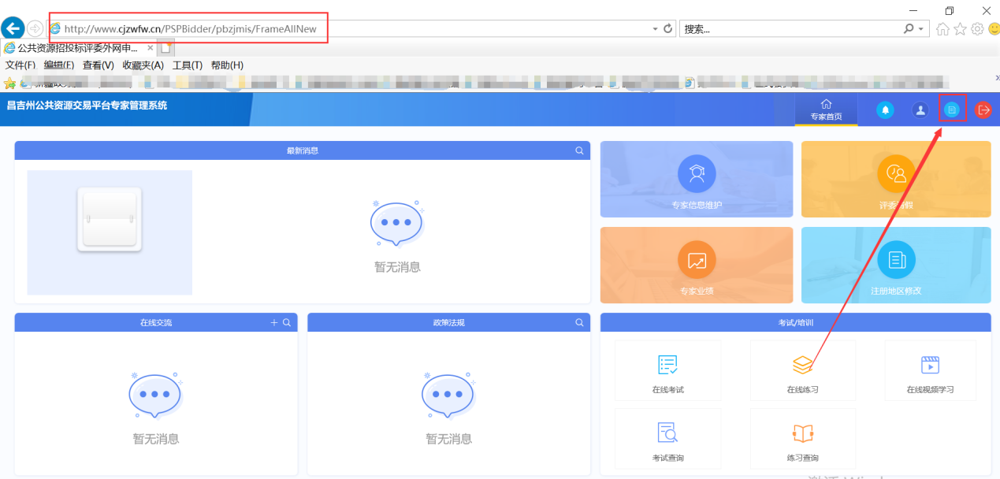 http://www.cjzwfw.cn/PSPBidder/pbzjmis/FrameAllNew
搜索...
公共资源招投标评委外网申...
文件(F) 编辑(E) 查看(V) 收藏夹(A) 工具(T) 帮助(H)
昌吉州公共资源交易平台专家管理系统
专家首页
最新消息
暂无消息
专家信息维护
专家业绩
注册地区修改
在线交流
暂无消息
政策法规
暂无消息
考试/培训
在线考试
在线练习
在线视频学习
考试查询
练习查询